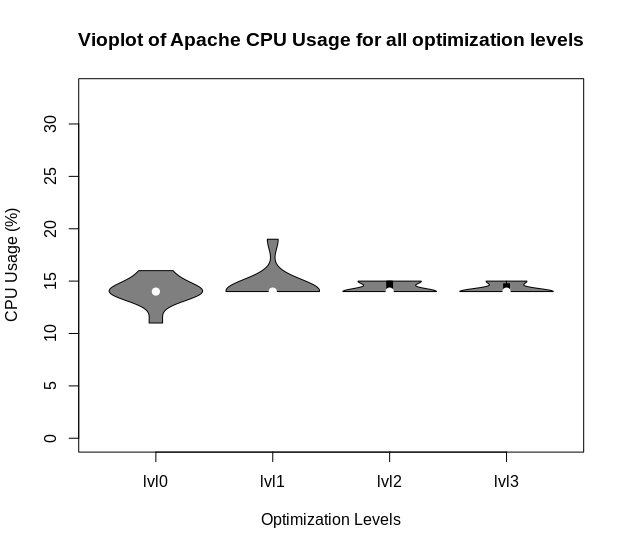 Vioplot of Apache CPU Usage for all optimization levels
CPU Usage (%)
30
25
20
15
10
5
0
lvl0 lvl1 lvl2 lvl3
Optimization Levels